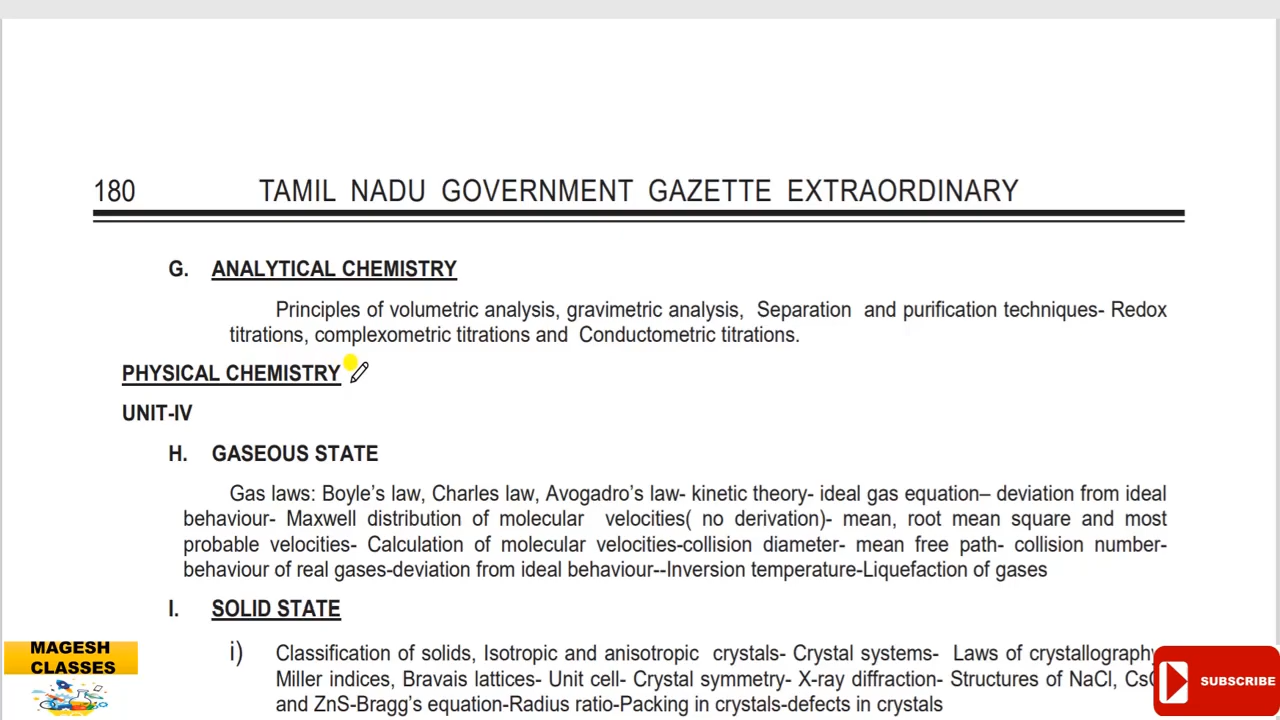 180 TAMIL NADU GOVERNMENT GAZETTE EXTRAORDINARY
G. ANALYTICAL CHEMISTRY
Principles of volumetric analysis, gravimetric analysis, Separation and purification techniques- Redox
titrations, complexometric titrations and Conductometric titrations.
PHYSICAL CHEMISTRY
UNIT-IV
H. GASEOUS STATE
Gas laws: Boyle's law, Charles law, Avogadro's law- kinetic theory- ideal gas equation– deviation from ideal
behaviour- Maxwell distribution of molecular velocities( no derivation)- mean, root mean square and most
probable velocities- Calculation of molecular velocities-collision diameter- mean free path- collision number-
behaviour of real gases-deviation from ideal behaviour--Inversion temperature-Liquefaction of gases
I. SOLID STATE
i) Classification of solids, Isotropic and anisotropic crystals- Crystal systems- Laws of crystallography
Miller indices, Bravais lattices- Unit cell- Crystal symmetry- X-ray diffraction- Structures of NaCl,
and ZnS-Bragg's equation-Radius ratio-Packing in crystals-defects in crystals
MAGESH
CLASSES
SUBSCRIBE